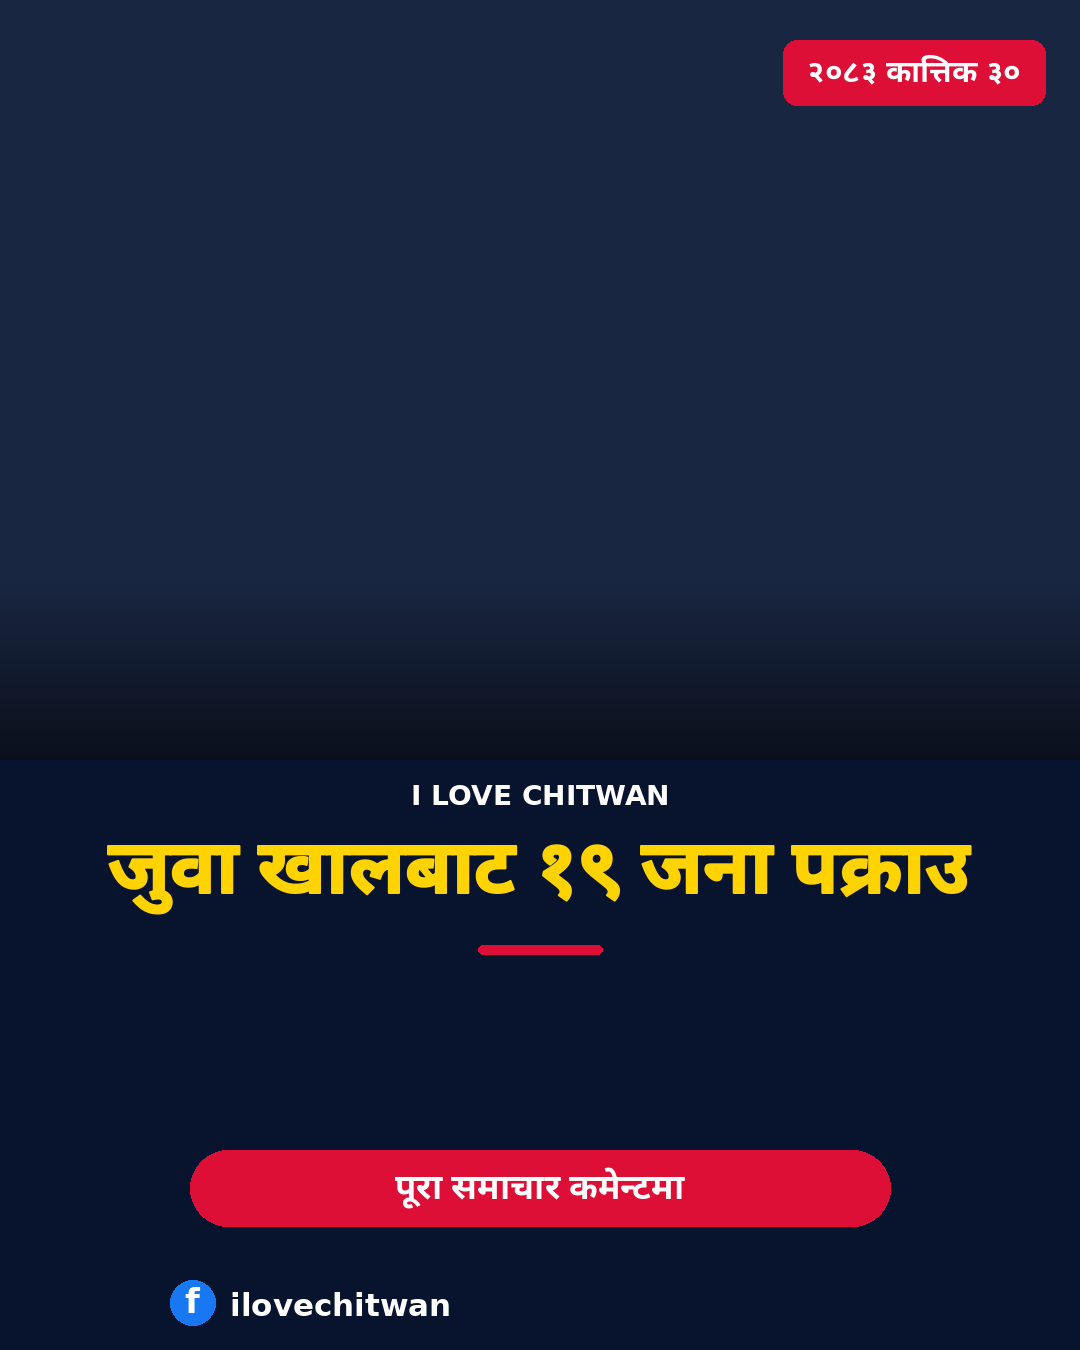 २०८३ कात्तिक ३०
I LOVE CHITWAN
जुवा खालबाट १९ जना पक्राउ
पूरा समाचार कमेन्टमा
f ilovechitwan